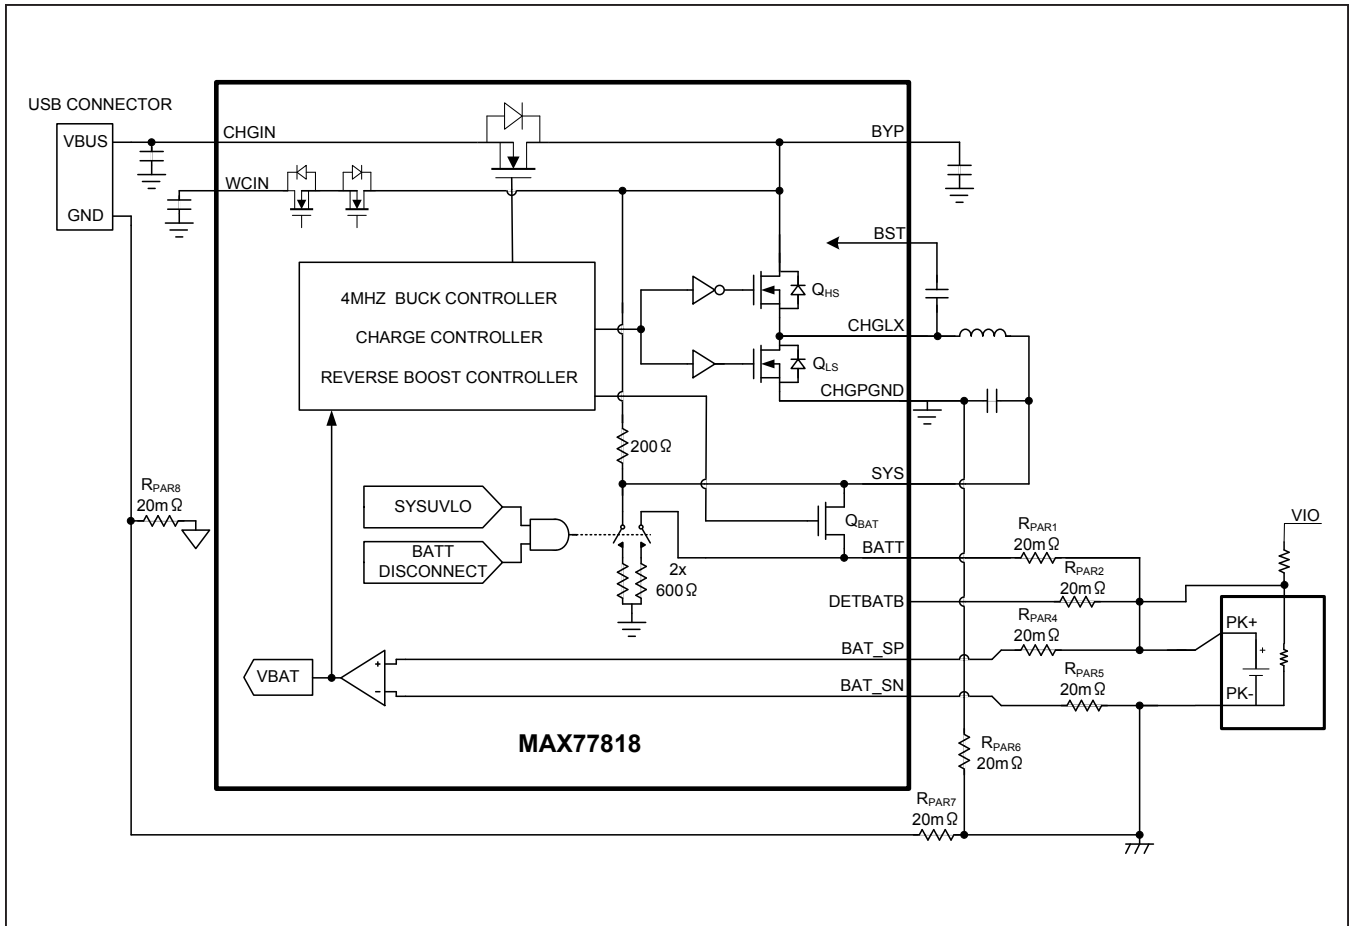 USB CONNECTOR
VBUS
GND
CHGIN
WCIN
BYP
BST
4MHZ BUCK CONTROLLER
CHARGE CONTROLLER
REVERSE BOOST CONTROLLER
QHS
CHGLX
QLS
CHGPGND
200Ω
SYS
RPAR8
20mΩ
SYSUVLO
BATT
DISCONNECT
QBAT
BATT
2x
600Ω
DETBATB
RPAR1
20mΩ
RPAR2
20mΩ
VIO
RPAR4
20mΩ
PK+
+
PK-
BAT_SP
BAT_SN
RPAR5
20mΩ
VBAT
+
−
MAX77818
RPAR6
20mΩ
RPAR7
20mΩ